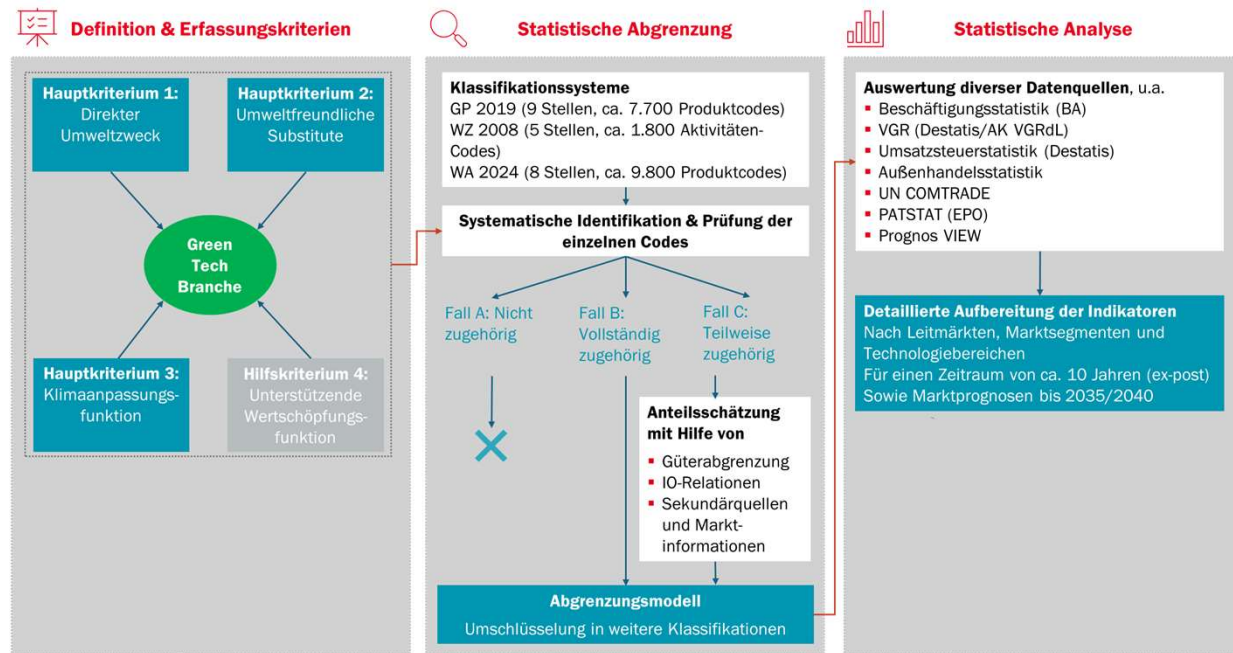 Definition & Erfassungskriterien
Hauptkriterium 1:
Direkter
Umweltzweck
Hauptkriterium 2:
Umweltfreundliche
Substitute
Green
Tech
Branche
Hauptkriterium 3:
Klimaanpassungs-
funktion
Hilfskriterium 4:
Unterstützende
Wertschöpfungs-
funktion
Statistische Abgrenzung
Klassifikationssysteme
GP 2019 (9 Stellen, ca. 7.700 Produktcodes)
WZ 2008 (5 Stellen, ca. 1.800 Aktivitäten-
Codes)
WA 2024 (8 Stellen, ca. 9.800 Produktcodes)
Systematische Identifikation & Prüfung der
einzelnen Codes
Fall A: Nicht
zugehörig
Fall B:
Vollständig
zugehörig
Fall C:
Teilweise
zugehörig
Anteilsschätzung
mit Hilfe von
▪ Güterabgrenzung
▪ IO-Relationen
▪ Sekundärquellen
und Markt-
informationen
Abgrenzungsmodell
Umschlüsselung in weitere Klassifikationen
Statistische Analyse
Auswertung diverser Datenquellen, u.a.
▪ Beschäftigungsstatistik (BA)
▪ VGR (Destatis/AK VGRdL)
▪ Umsatzsteuerstatistik (Destatis)
▪ Außenhandelsstatistik
▪ UN COMTRADE
▪ PATSTAT (EPO)
▪ Prognos VIEW
Detaillierte Aufbereitung der Indikatoren
Nach Leitmärkten, Marktsegmenten und
Technologiebereichen
Für einen Zeitraum von ca. 10 Jahren (ex-post)
Sowie Marktprognosen bis 2035/2040